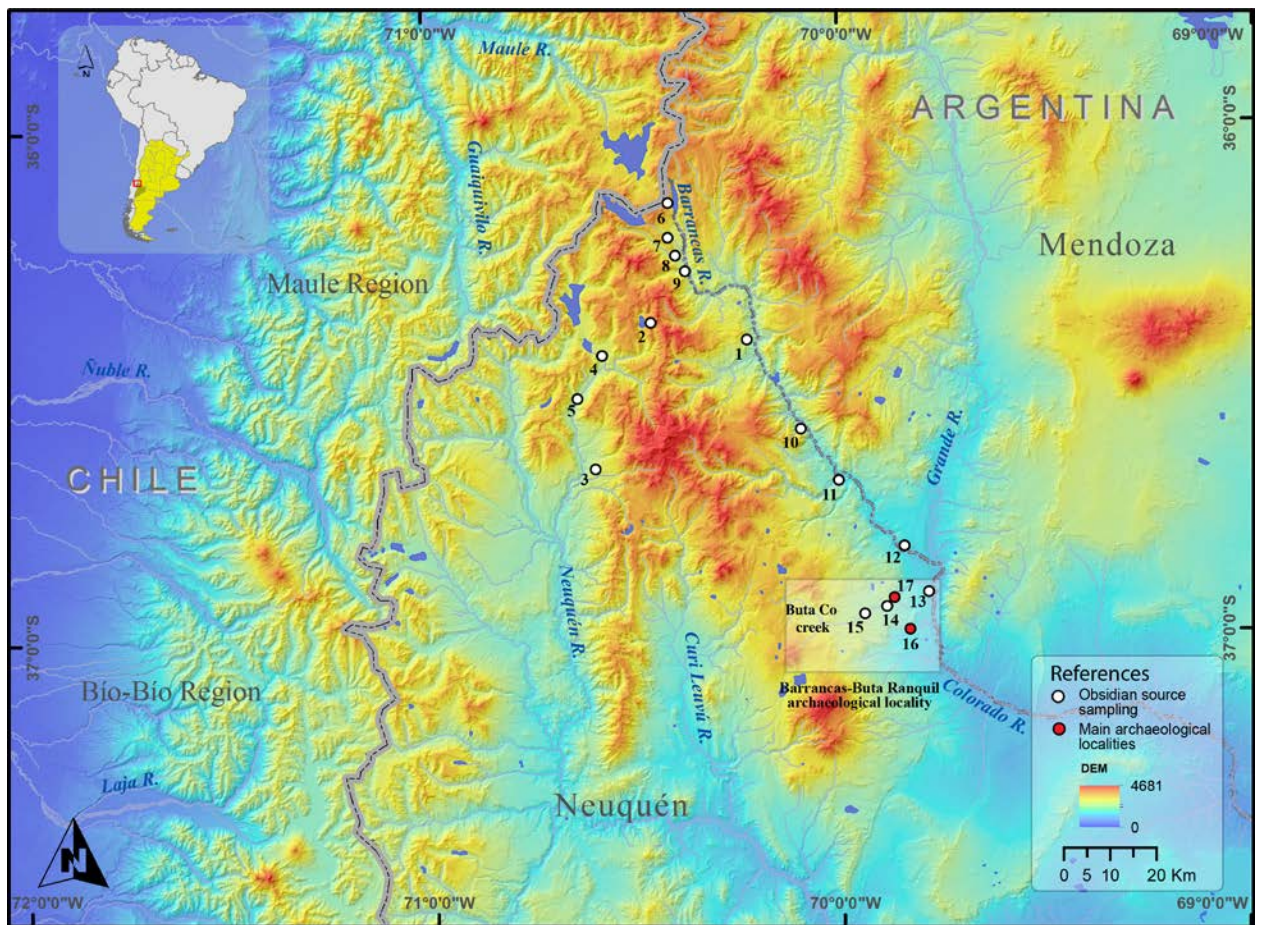 71°0'0"W
70°0'0"W
69°0'0"W
N
Maule R.
ARGENTINA
36°0'0"S
36°0'0"S
Guaiquivilo R.
Barrancas R.
6
Mendoza
7
8
9
Maule Region
2
1
4
Ñuble R.
5
10
Grande R.
CHILE
3
11
12
17
13
Buta Co
creek
14
15
16
Neuquén R.
37°0'0"S
37°0'0"S
Curi Leuvú R.
Bío-Bío Region
Barrancas-Buta Ranquil
archaeological locality
Colorado R.
References
Obsidian source
sampling
Main archaeological
localities
DEM
4681
0
Laja R.
Neuquén
N
0 5 10 20 Km
72°0'0"W
71°0'0"W
70°0'0"W
69°0'0"W